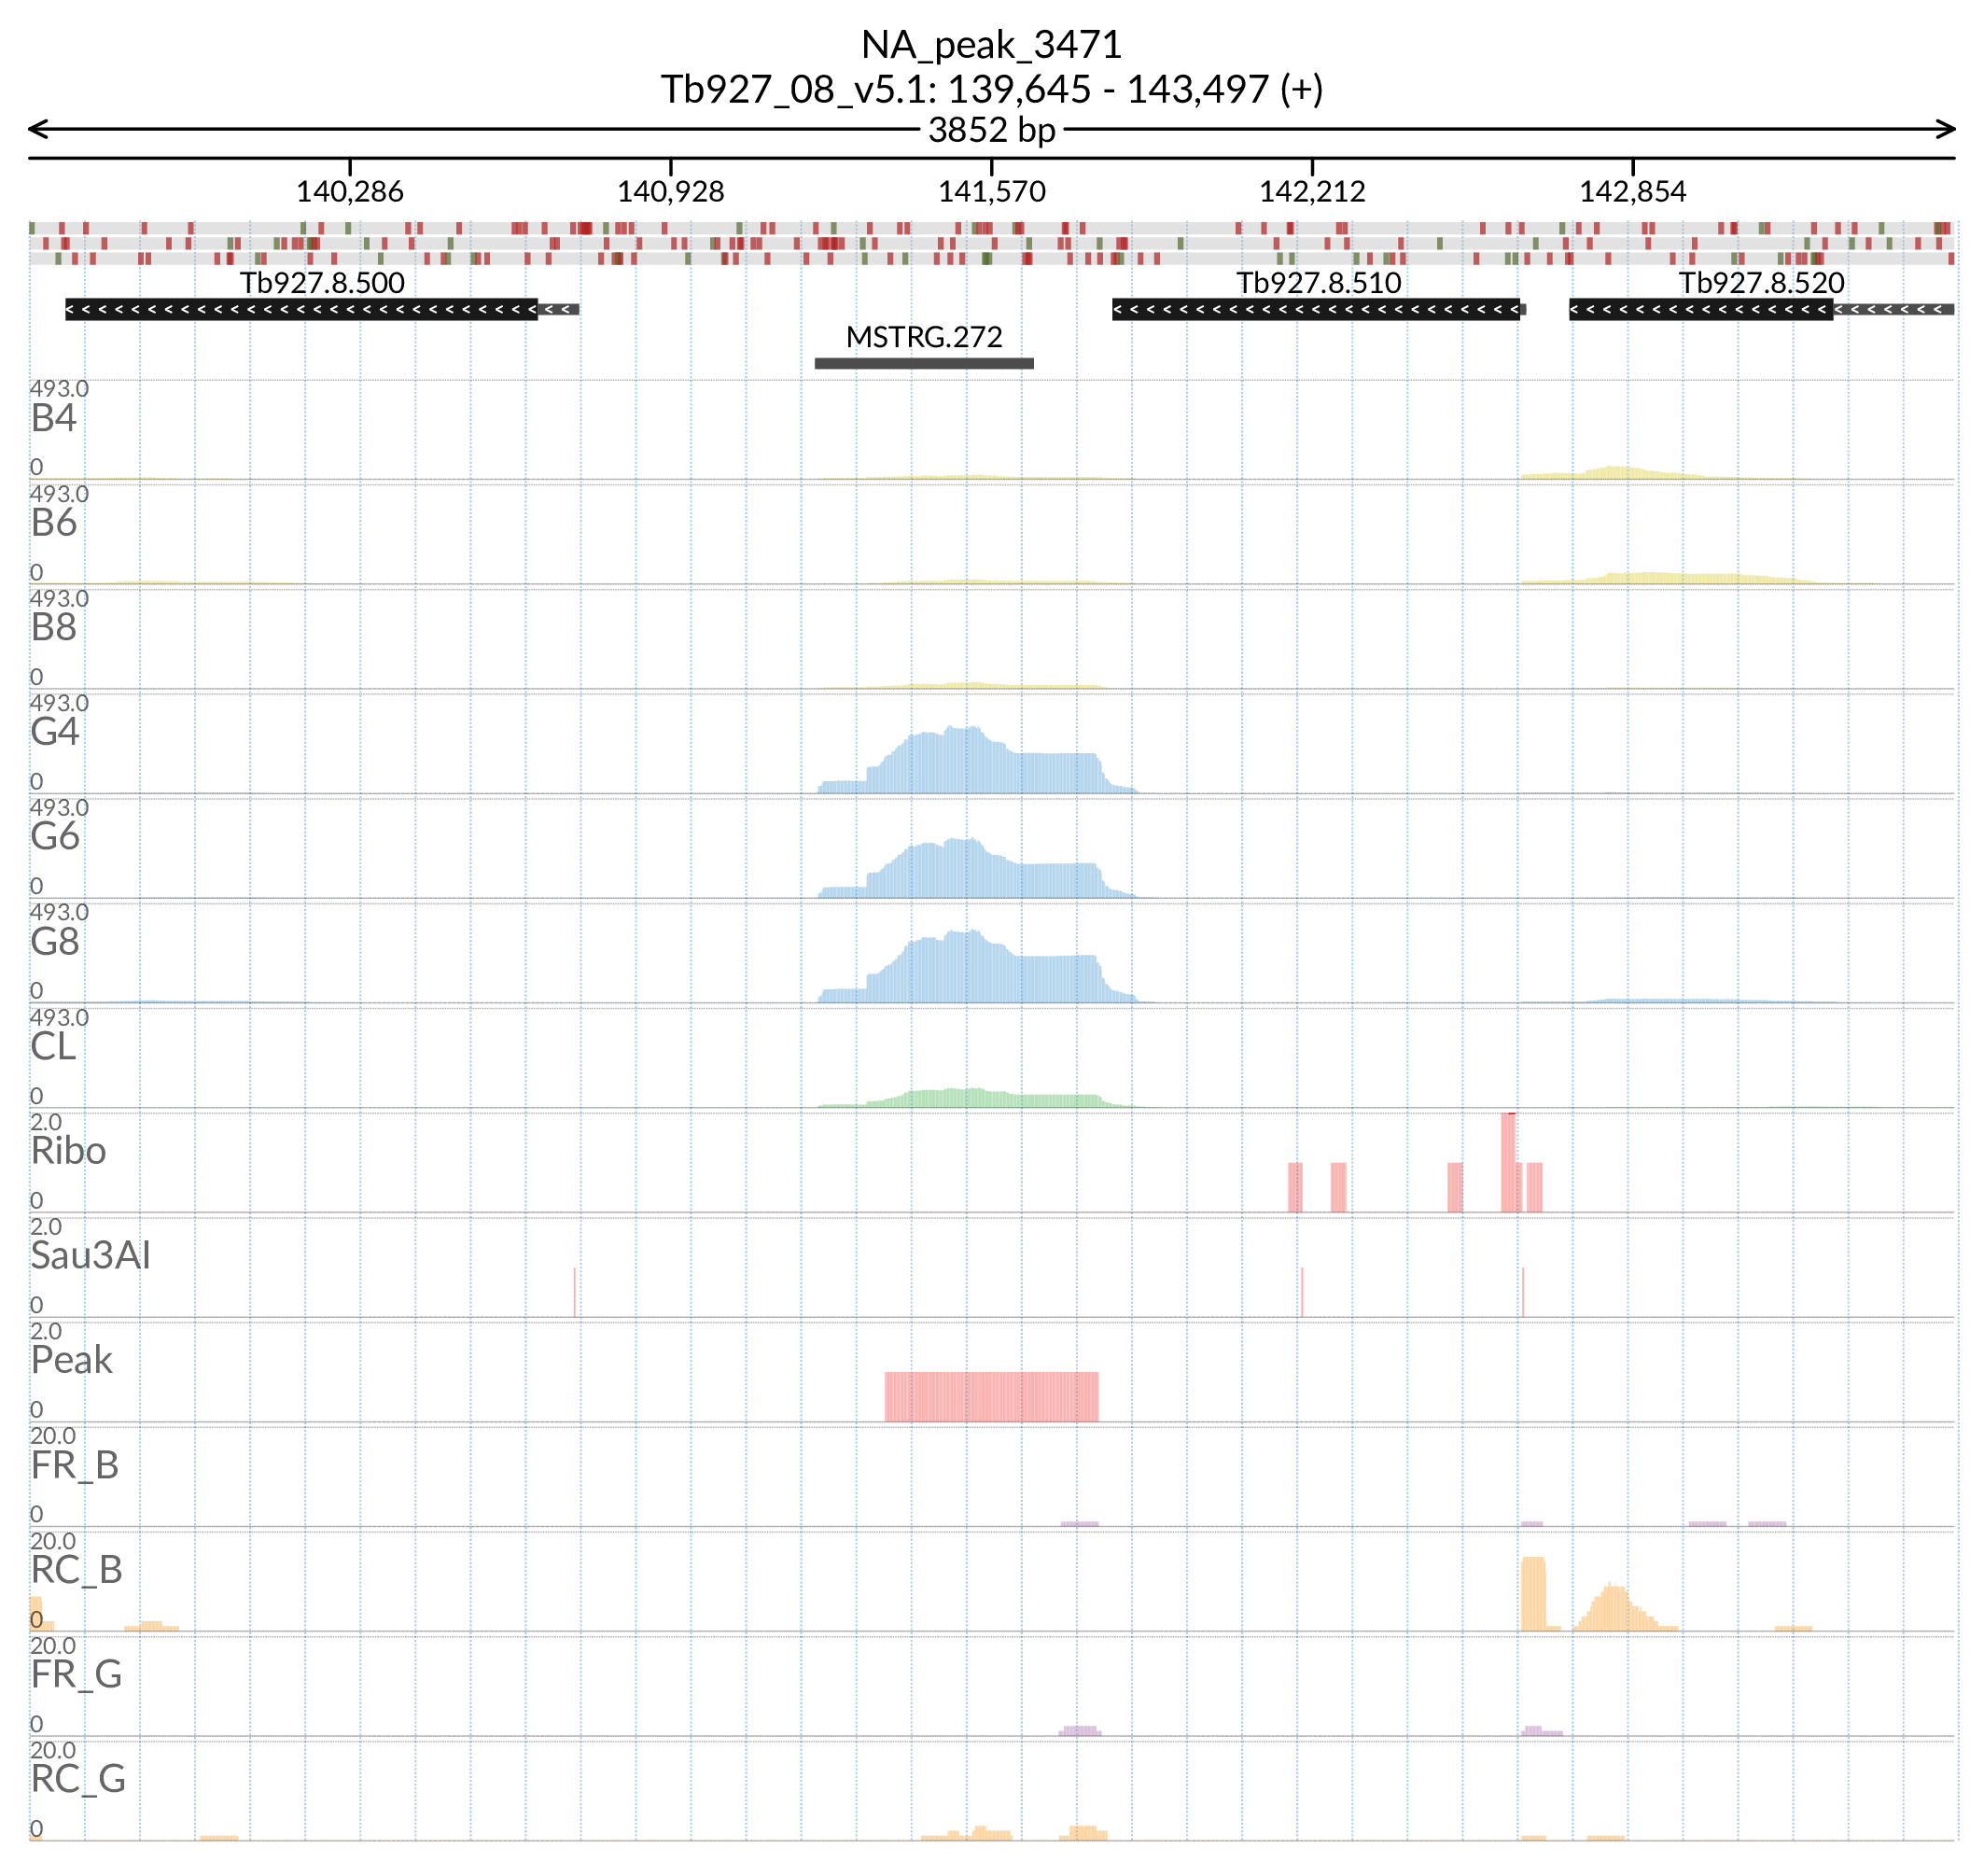 NA_peak_3471
Tb927_08_v5.1: 139,645 - 143,497 (+)
3852 bp
140,286 140,928 141,570 142,212 142,854
Tb927.8.500 Tb927.8.510 Tb927.8.520
MSTRG.272
493.0
B4
0
493.0
B6
0
493.0
B8
0
493.0
G4
0
493.0
G6
0
493.0
G8
0
493.0
CL
0
2.0
Ribo
0
2.0
Sau3AI
0
2.0
Peak
0
20.0
FR_B
0
20.0
RC_B
0
20.0
FR_G
0
20.0
RC_G
0